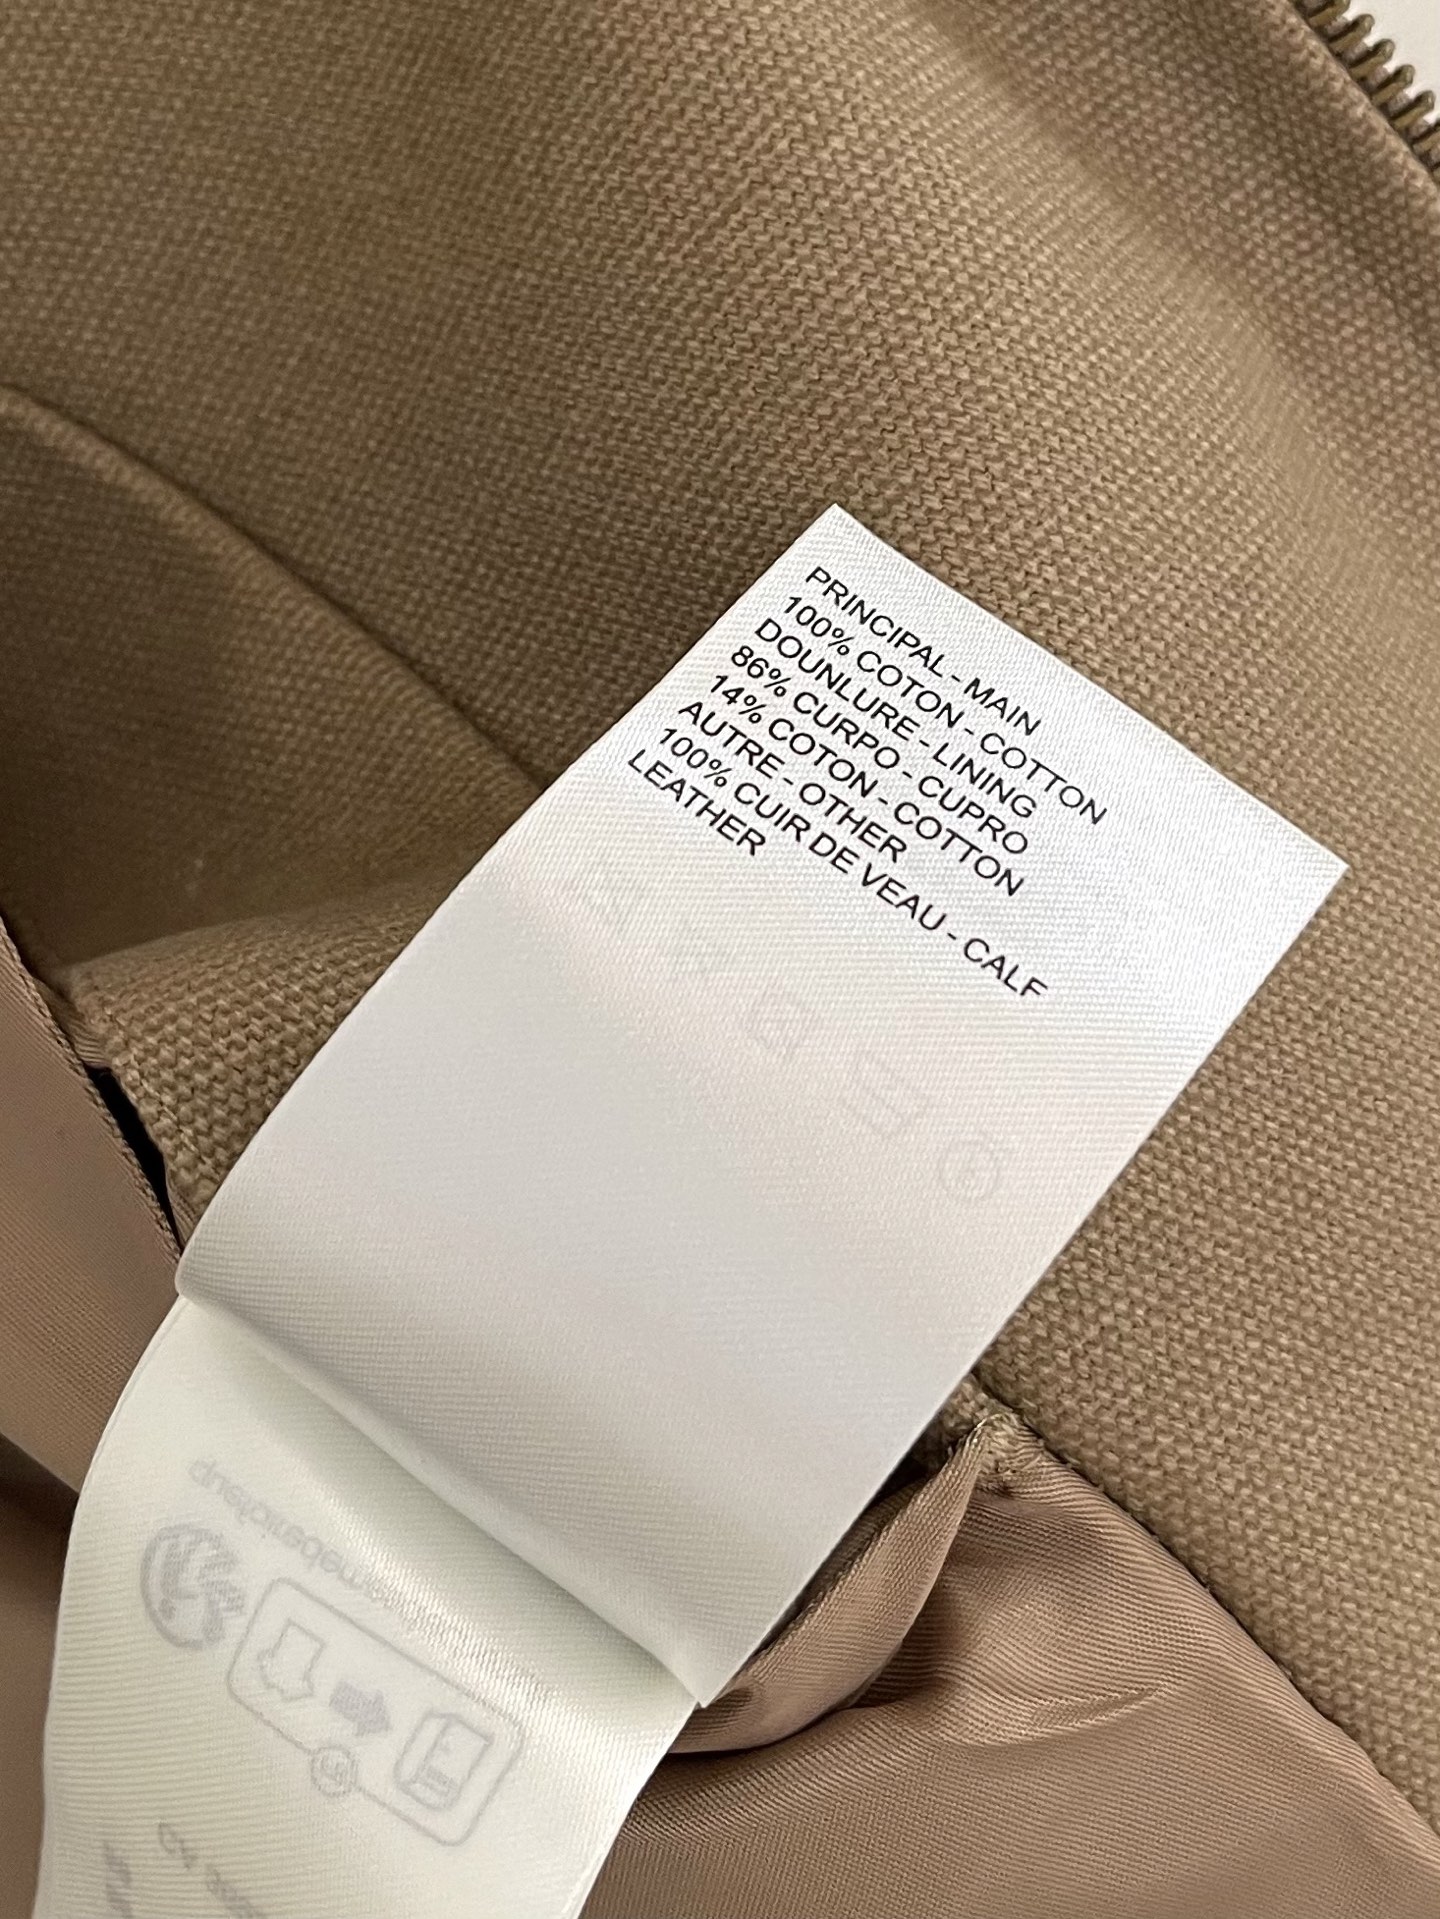 PRINCIPAL - MAIN
100% COTON - COTTON
DOUNLURE - LINING
86% CURPO - CUPRO
14% COTON - COTTON
AUTRE - OTHER
100% CUIR DE VEAU - CALF
LEATHER